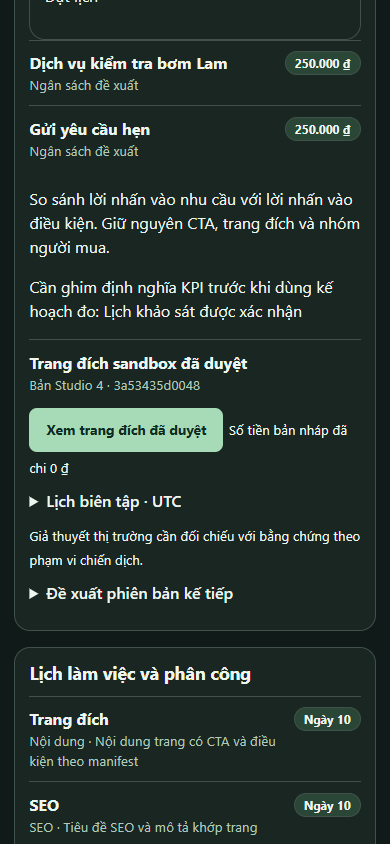 Đặt lịch
Dịch vụ kiểm tra bơm Lam
250.000 ₫
Ngân sách đề xuất
Gửi yêu cầu hẹn
250.000 ₫
Ngân sách đề xuất
So sánh lời nhấn vào nhu cầu với lời nhấn vào
điều kiện. Giữ nguyên CTA, trang đích và nhóm
người mua.
Cần ghim định nghĩa KPI trước khi dùng kế
hoạch đo: Lịch khảo sát được xác nhận
Trang đích sandbox đã duyệt
Bản Studio 4 · 3a53435d0048
Xem trang đích đã duyệt
Số tiền bản nháp đã
chi 0 ₫
Lịch biên tập · UTC
Giả thuyết thị trường cần đối chiếu với bằng chứng theo
phạm vi chiến dịch.
Đề xuất phiên bản kế tiếp
Lịch làm việc và phân công
Trang đích
Ngày 10
Nội dung · Nội dung trang có CTA và điều
kiện theo manifest
SEO
Ngày 10
SEO · Tiêu đề SEO và mô tả khớp trang